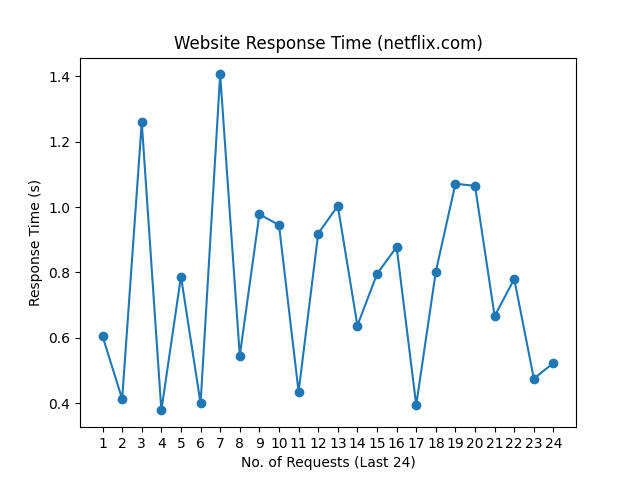 Website Response Time (netflix.com)
Response Time (s)
1.4
1.2
1.0
0.8
0.6
0.4
1 2 3 4 5 6 7 8 9 10 11 12 13 14 15 16 17 18 19 20 21 22 23 24
No. of Requests (Last 24)